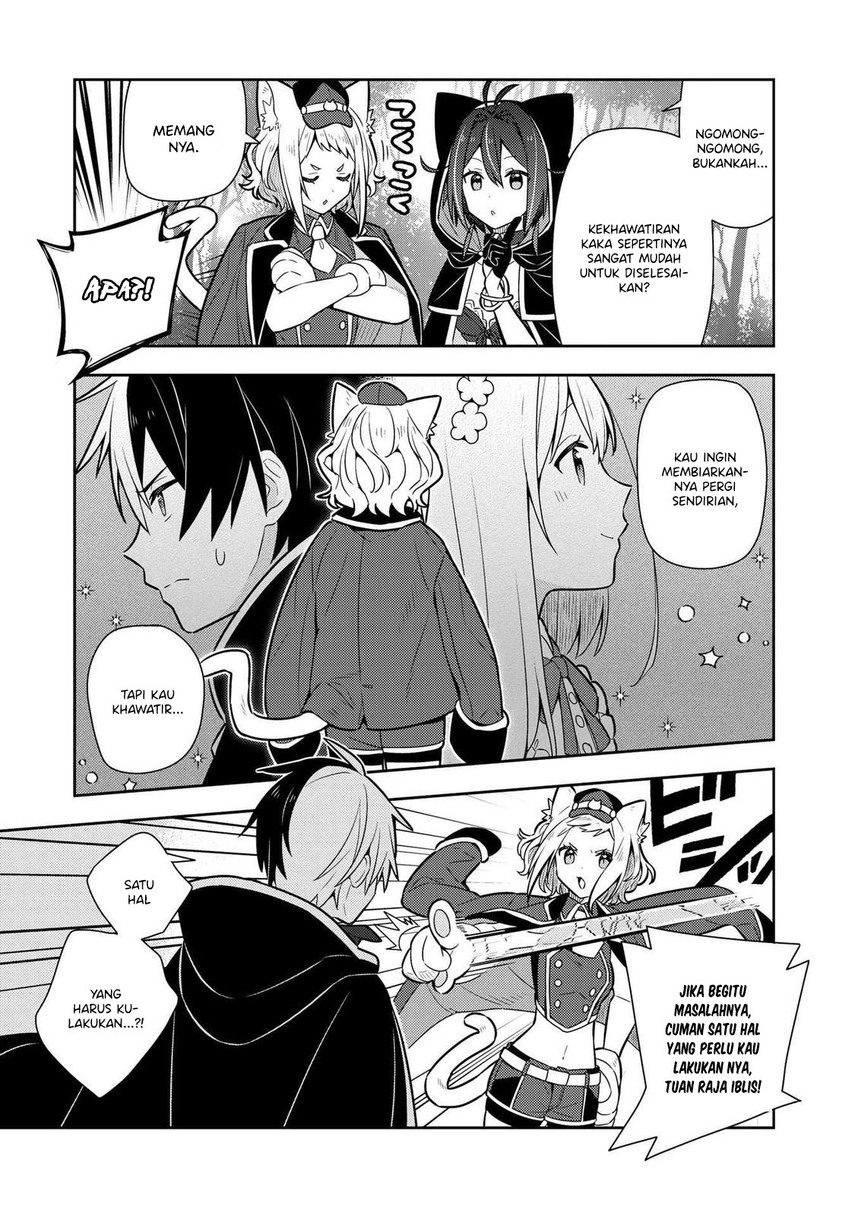 NGOMONG-
NGOMONG,
BUKANKAH...
KEKHAWATIRAN
KAKA SEPERTINYA
SANGAT MUDAH
UNTUK DISELESAI-
KAN?
MEMANG
NYA.
APA?!
KAU INGIN
MEMBIARKAN-
NYA PERGI
SENDIRIAN,
TAPI KAU
KHAWATIR...
JIKA BEGITU
MASALAHNYA,
CUMAN SATU HAL
YANG PERLU KAU
LAKUKAN NYA,
TUAN RAJA IBLIS!
SATU
HAL
YANG
HARUS KU-
LAKUKAN...?!